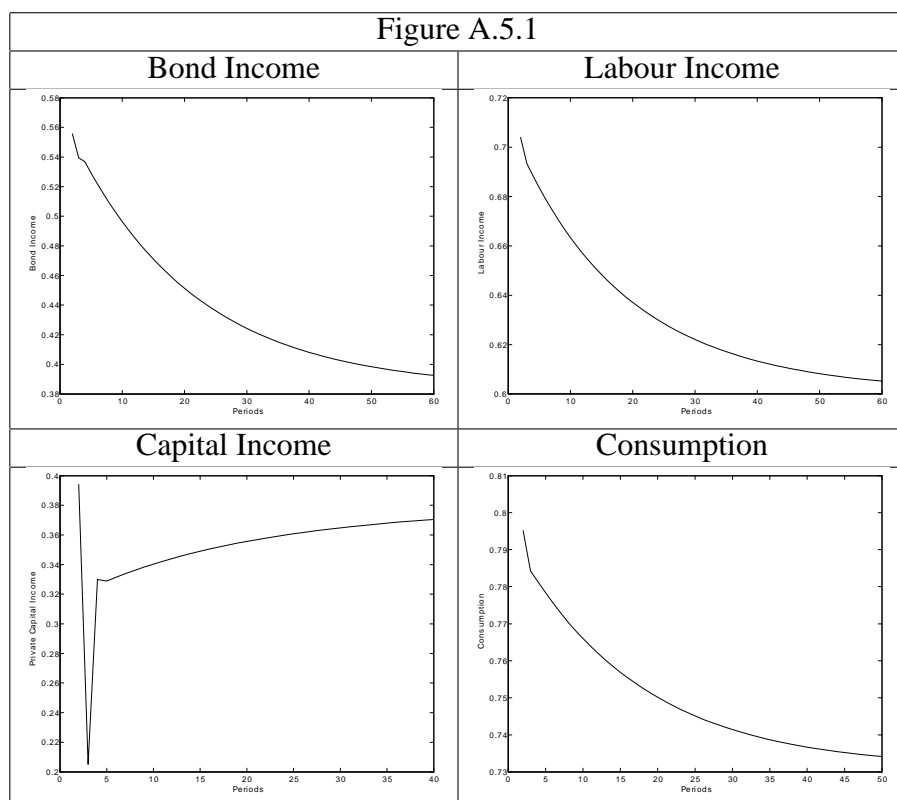 Figure A.5.1
Bond Income
Labour Income
0.58
0.56
0.54
0.52
0.5
0.48
0.46
0.44
0.42
0.4
0.38
Bond Income
0 10 20 30 40 50 60
Periods
0.72
0.7
0.68
0.66
0.64
0.62
0.6
Labour Income
0 10 20 30 40 50 60
Periods
Capital Income
Consumption
0.4
0.38
0.36
0.34
0.32
0.3
0.28
0.26
0.24
0.22
0.2
Private Capital Income
0 5 10 15 20 25 30 35 40
Periods
0.81
0.8
0.79
0.78
0.77
0.76
0.75
0.74
0.73
Consumption
0 5 10 15 20 25 30 35 40 45 50
Periods